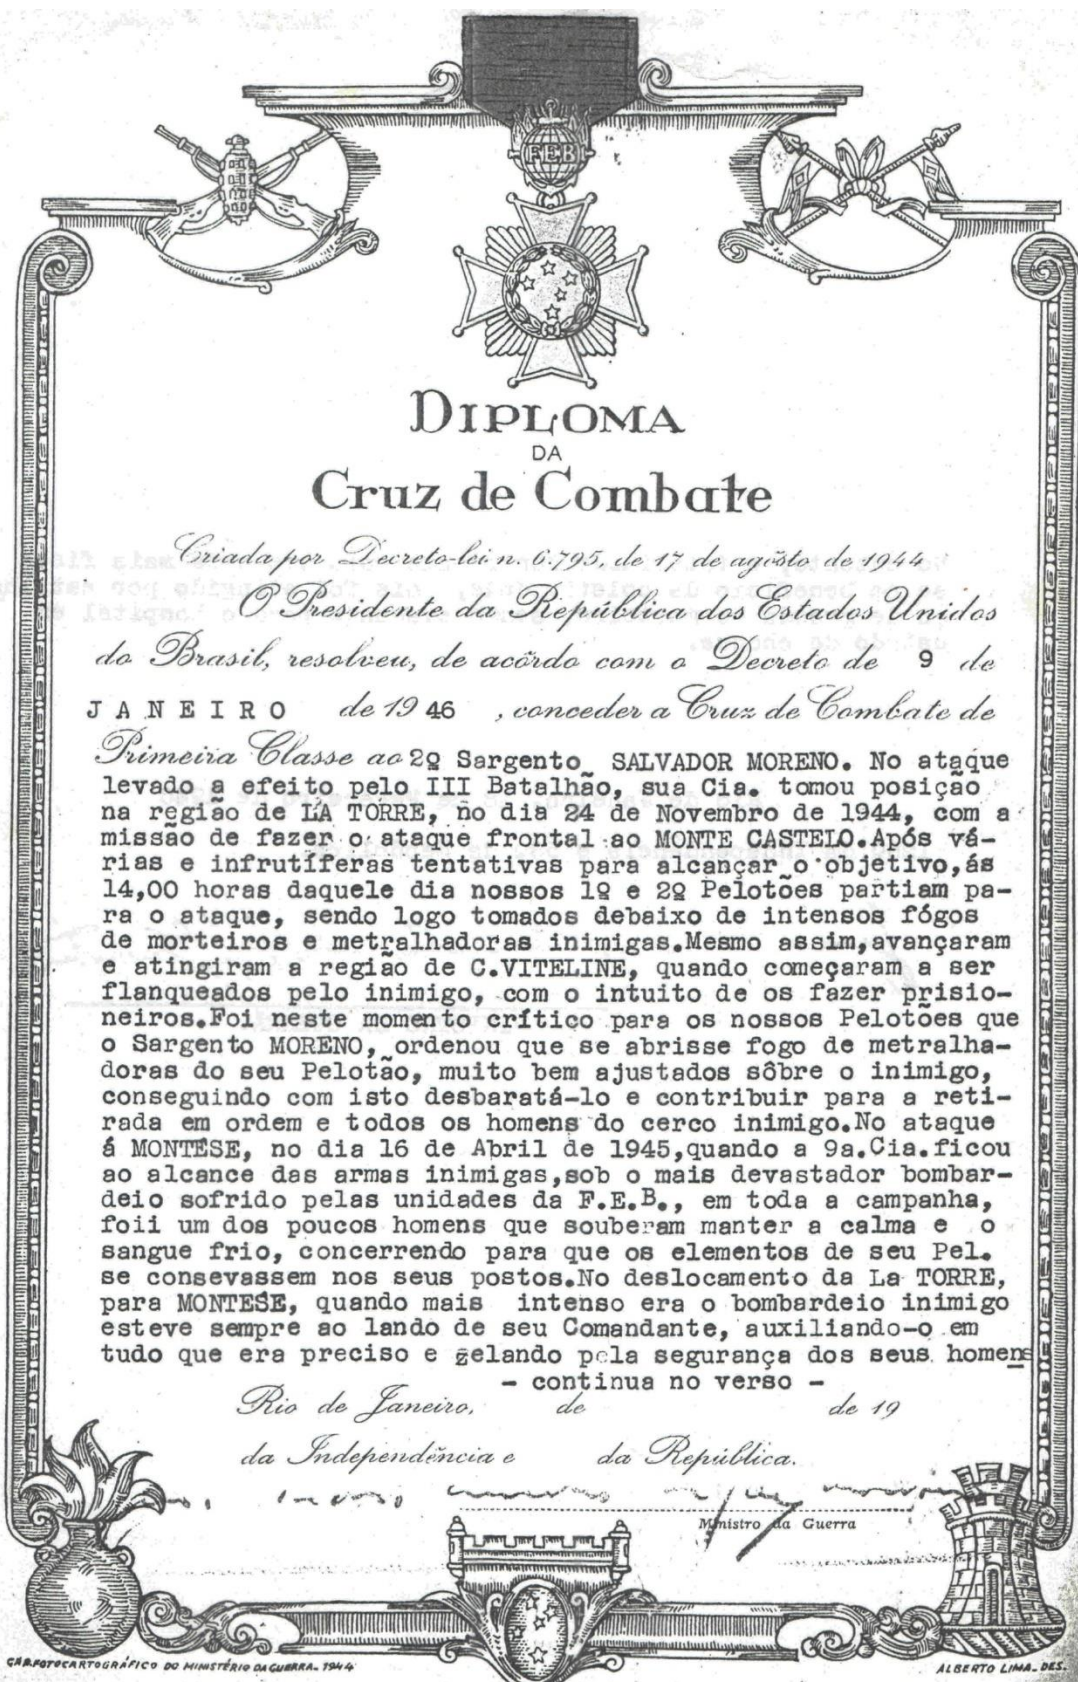 FEB
DIPLOMA
DA
Cruz de Combate
Criada por Decreto-lei n. 6.795, de 17 de agôsto de 1944
O Presidente da República dos Estados Unidos
do Brasil, resolveu, de acôrdo com o Decreto de 9 de
JANEIRO de 1946, conceder a Cruz de Combate de
Primeira Classe ao 2º Sargento SALVADOR MORENO. No ataque
levado a efeito pelo III Batalhão, sua Cia. tomou posição
na região de LA TORRE, no dia 24 de Novembro de 1944, com a
missão de fazer o ataque frontal ao MONTE CASTELO.Após vá-
rias e infrutíferas tentativas para alcançar o objetivo,ás
14,00 horas daquele dia nossos 1º e 2º Pelotões partiam pa-
ra o ataque, sendo logo tomados debaixo de intensos fógos
de morteiros e metralhadoras inimigas.Mesmo assim,avançaram
e atingiram a região de C.VITELINE, quando começaram a ser
flanqueados pelo inimigo, com o intuito de os fazer prisio-
neiros.Foi neste momento crítico para os nossos Pelotões que
o Sargento MORENO, ordenou que se abrisse fogo de metralha-
doras do seu Pelotão, muito bem ajustados sôbre o inimigo,
conseguindo com isto desbaratá-lo e contribuir para a reti-
rada em ordem e todos os homens do cerco inimigo.No ataque
á MONTESE, no dia 16 de Abril de 1945,quando a 9a.Cia.ficou
ao alcance das armas inimigas,sob o mais devastador bombar-
deio sofrido pelas unidades da F.E.B., em toda a campanha,
foii um dos poucos homens que souberam manter a calma e o
sangue frio, concerrendo para que os elementos de seu Pel.
se consevassem nos seus postos.No deslocamento da La TORRE,
para MONTESE, quando mais intenso era o bombardeio inimigo
esteve sempre ao lando de seu Comandante, auxiliando-o em
tudo que era preciso e zelando pela segurança dos seus homens
- continua no verso -
Rio de Janeiro, de de 19
da Independência e da República.
Ministro da Guerra
GAB.FOTOCARTOGRÁFICO DO MINISTÉRIO DA GUERRA. 1944
ALBERTO LIMA. DES.